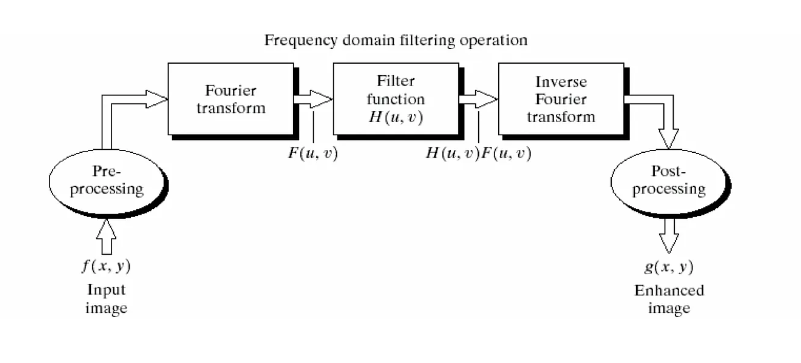 Frequency domain filtering operation
Fourier
transform
Filter
function
H(u, v)
Inverse
Fourier
transform
F(u, v)
H(u, v)F(u, v)
Pre-
processing
Post-
processing
f(x, y)
Input
image
g(x, y)
Enhanced
image